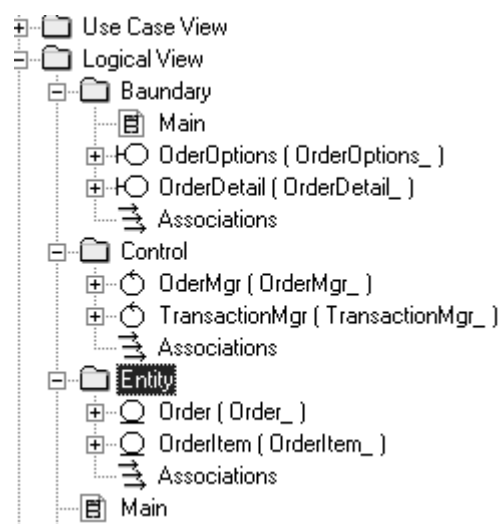 Use Case View
Logical View
Baundary
Main
OderOptions ( OrderOptions_ )
OrderDetail ( OrderDetail_ )
Associations
Control
OderMgr ( OrderMgr_ )
TransactionMgr ( TransactionMgr_ )
Associations
Entity
Order ( Order_ )
OrderItem ( OrderItem_ )
Associations
Main